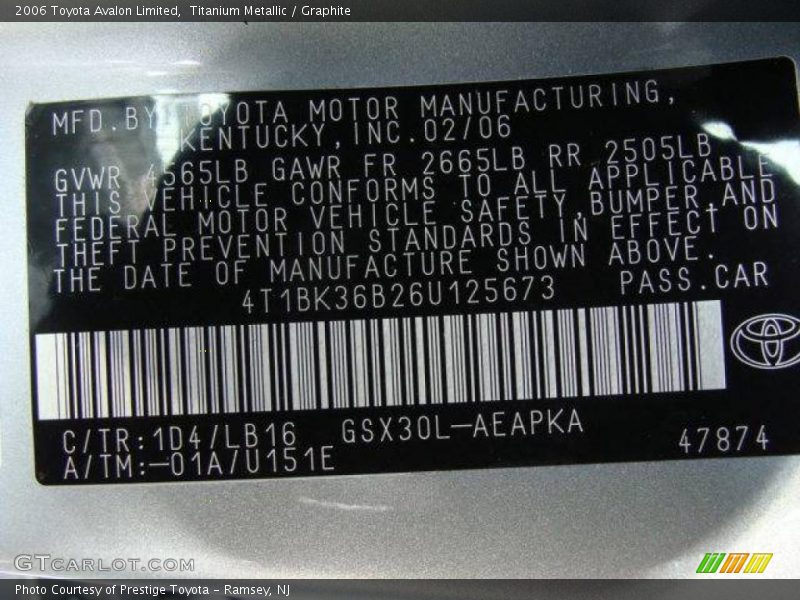 2006 Toyota Avalon Limited, Titanium Metallic / Graphite
MFD.BY TOYOTA MOTOR MANUFACTURING,
KENTUCKY,INC.02/06
GVWR 4565LB GAWR FR 2665LB RR 2505LB
THIS VEHICLE CONFORMS TO ALL APPLICABLE
FEDERAL MOTOR VEHICLE SAFETY,BUMPER,AND
THEFT PREVENTION STANDARDS IN EFFECT ON
THE DATE OF MANUFACTURE SHOWN ABOVE.
4T1BK36B26U125673 PASS.CAR
C/TR:1D4/LB16 GSX30L-AEAPKA
A/TM:-01A/U151E 47874
GTCARLOT.COM
Photo Courtesy of Prestige Toyota - Ramsey, NJ